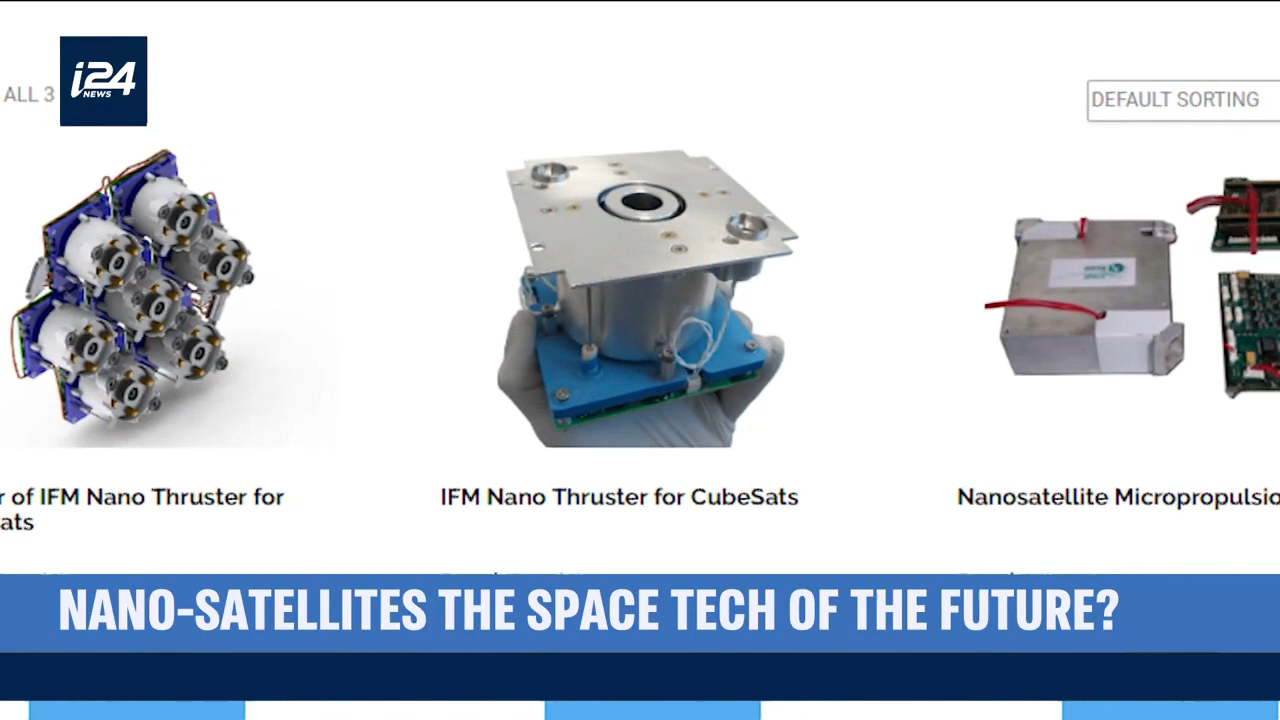 ALL 3
i24
NEWS
DEFAULT SORTING
r of IFM Nano Thruster for
ats
IFM Nano Thruster for CubeSats
Nanosatellite Micropropulsio
NANO-SATELLITES THE SPACE TECH OF THE FUTURE?